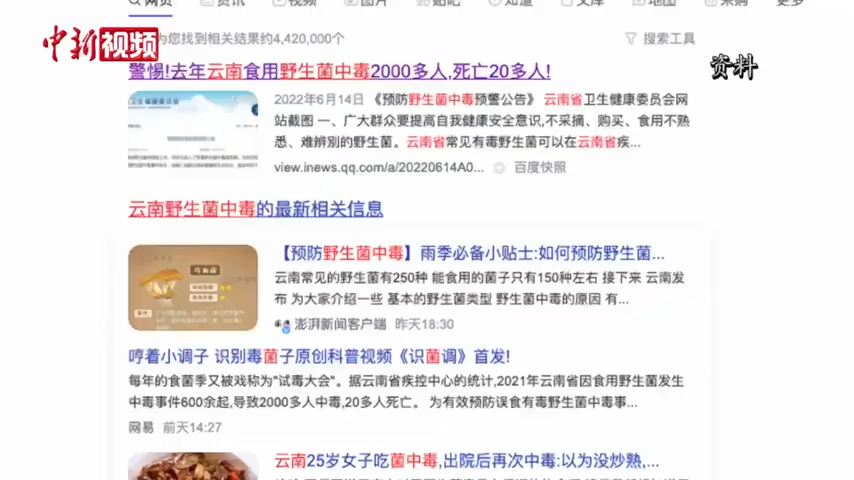 网页 资讯 视频 图片 贴吧 知道 文库 地图 采购 更多
中新视频
为您找到相关结果约4,420,000个
搜索工具
资料
警惕!去年云南食用野生菌中毒2000多人,死亡20多人!
2022年6月14日 《预防野生菌中毒预警公告》 云南省卫生健康委员会网
站截图 一、广大群众要提高自我健康安全意识,不采摘、购买、食用不熟
悉、难辨别的野生菌。云南省常见有毒野生菌可以在云南省疾...
view.inews.qq.com/a/20220614A0... 百度快照
云南野生菌中毒的最新相关信息
【预防野生菌中毒】雨季必备小贴士:如何预防野生菌...
云南常见的野生菌有250种 能食用的菌子只有150种左右 接下来 云南发
布 为大家介绍一些 基本的野生菌类型 野生菌中毒的原因 有...
澎湃新闻客户端 昨天18:30
哼着小调子 识别毒菌子原创科普视频《识菌调》首发!
每年的食菌季又被戏称为"试毒大会"。据云南省疾控中心的统计,2021年云南省因食用野生菌发生
中毒事件600余起,导致2000多人中毒,20多人死亡。 为有效预防误食有毒野生菌中毒事...
网易 前天14:27
云南25岁女子吃菌中毒,出院后再次中毒:以为没炒熟,...